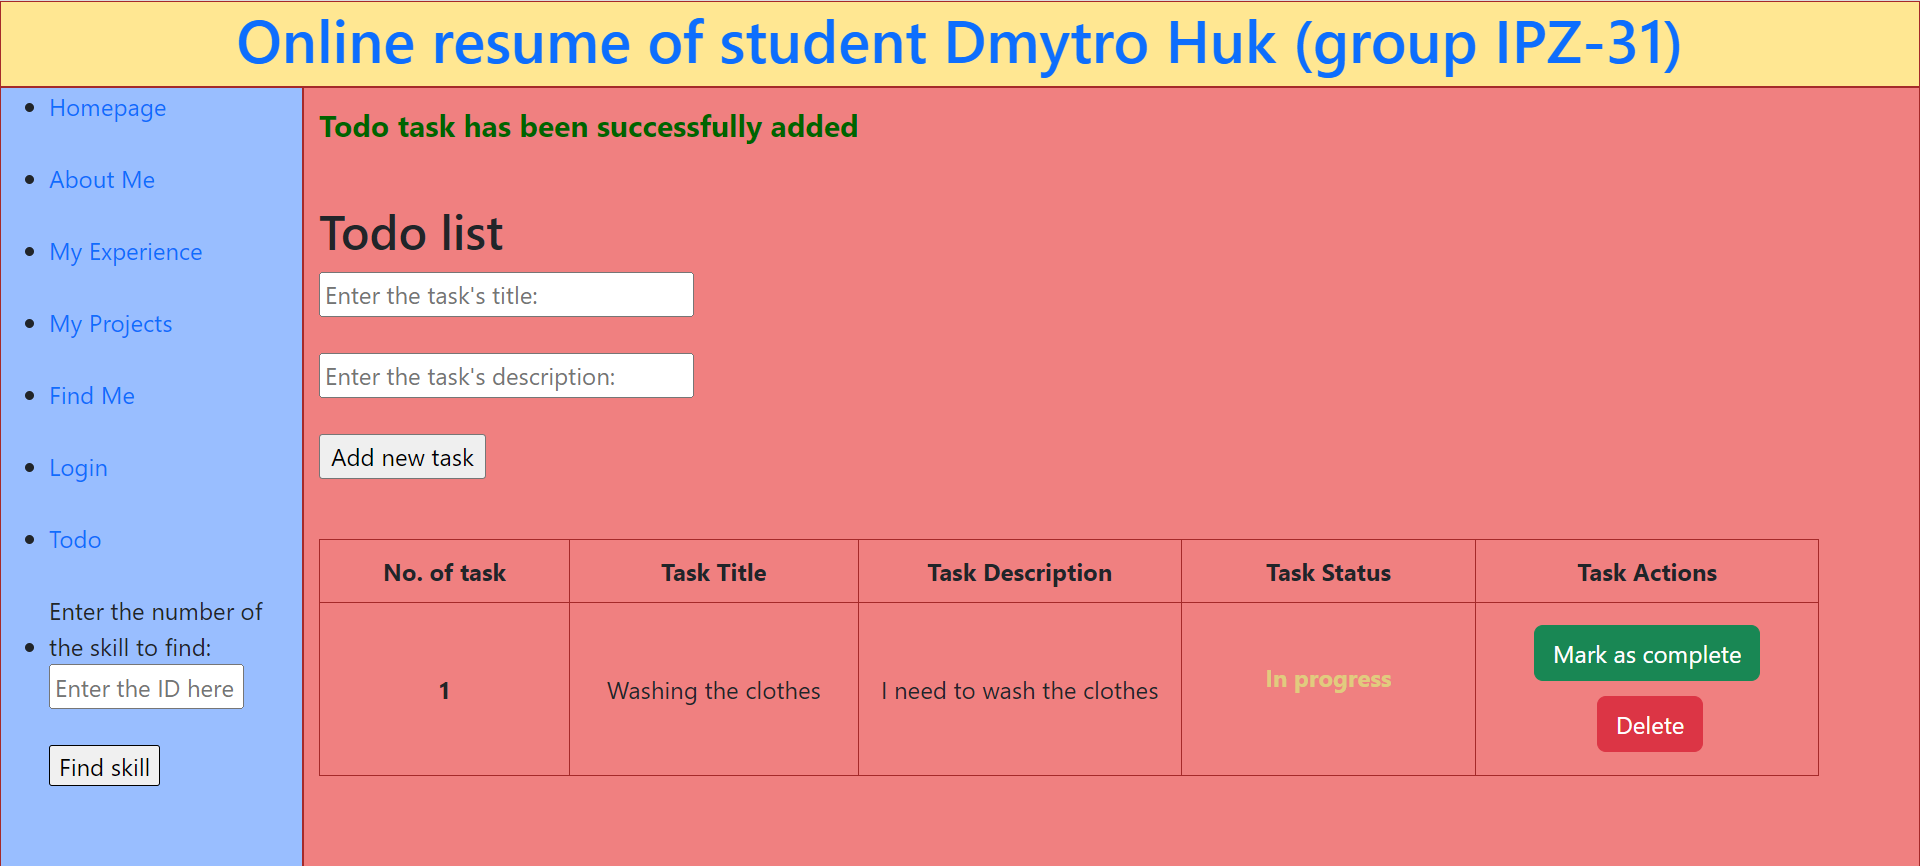 Online resume of student Dmytro Huk (group IPZ-31)
Homepage
About Me
My Experience
My Projects
Find Me
Login
Todo
Enter the number of
the skill to find:
Enter the ID here
Find skill
Todo task has been successfully added
Todo list
Enter the task's title:
Enter the task's description:
Add new task
No. of task Task Title Task Description Task Status Task Actions
1 Washing the clothes I need to wash the clothes In progress Mark as complete
Delete